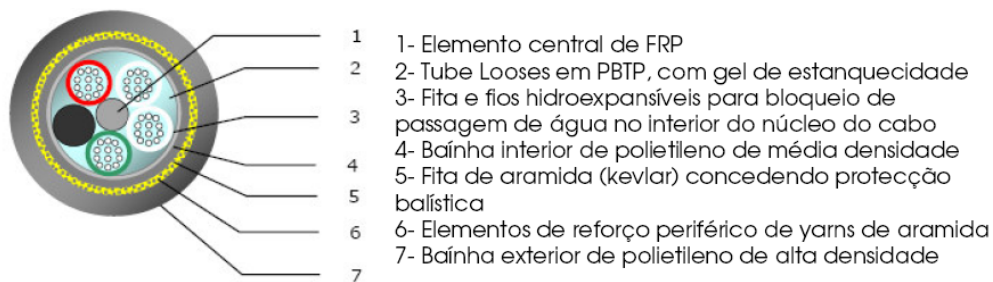 1
2
3
4
5
6
7
1- Elemento central de FRP
2- Tube Looses em PBTP, com gel de estanquecidade
3- Fita e fios hidroexpansíveis para bloqueio de
passagem de água no interior do núcleo do cabo
4- Baínha interior de polietileno de média densidade
5- Fita de aramida (kevlar) concedendo protecção
balística
6- Elementos de reforço periférico de yarns de aramida
7- Baínha exterior de polietileno de alta densidade